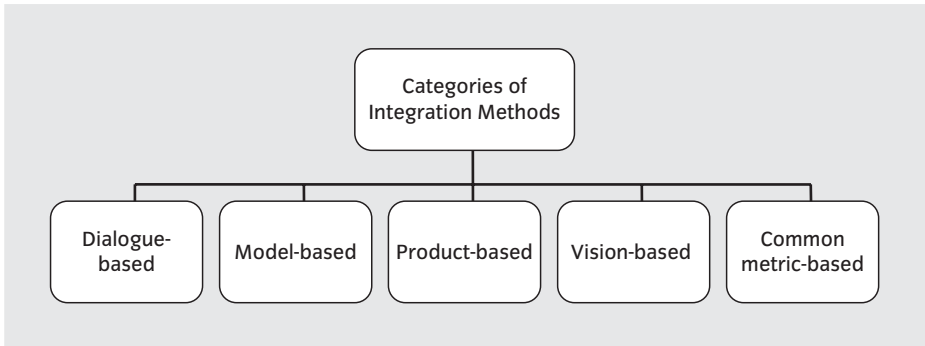 Categories of
Integration Methods
Dialogue-
based
Model-based
Product-based
Vision-based
Common
metric-based